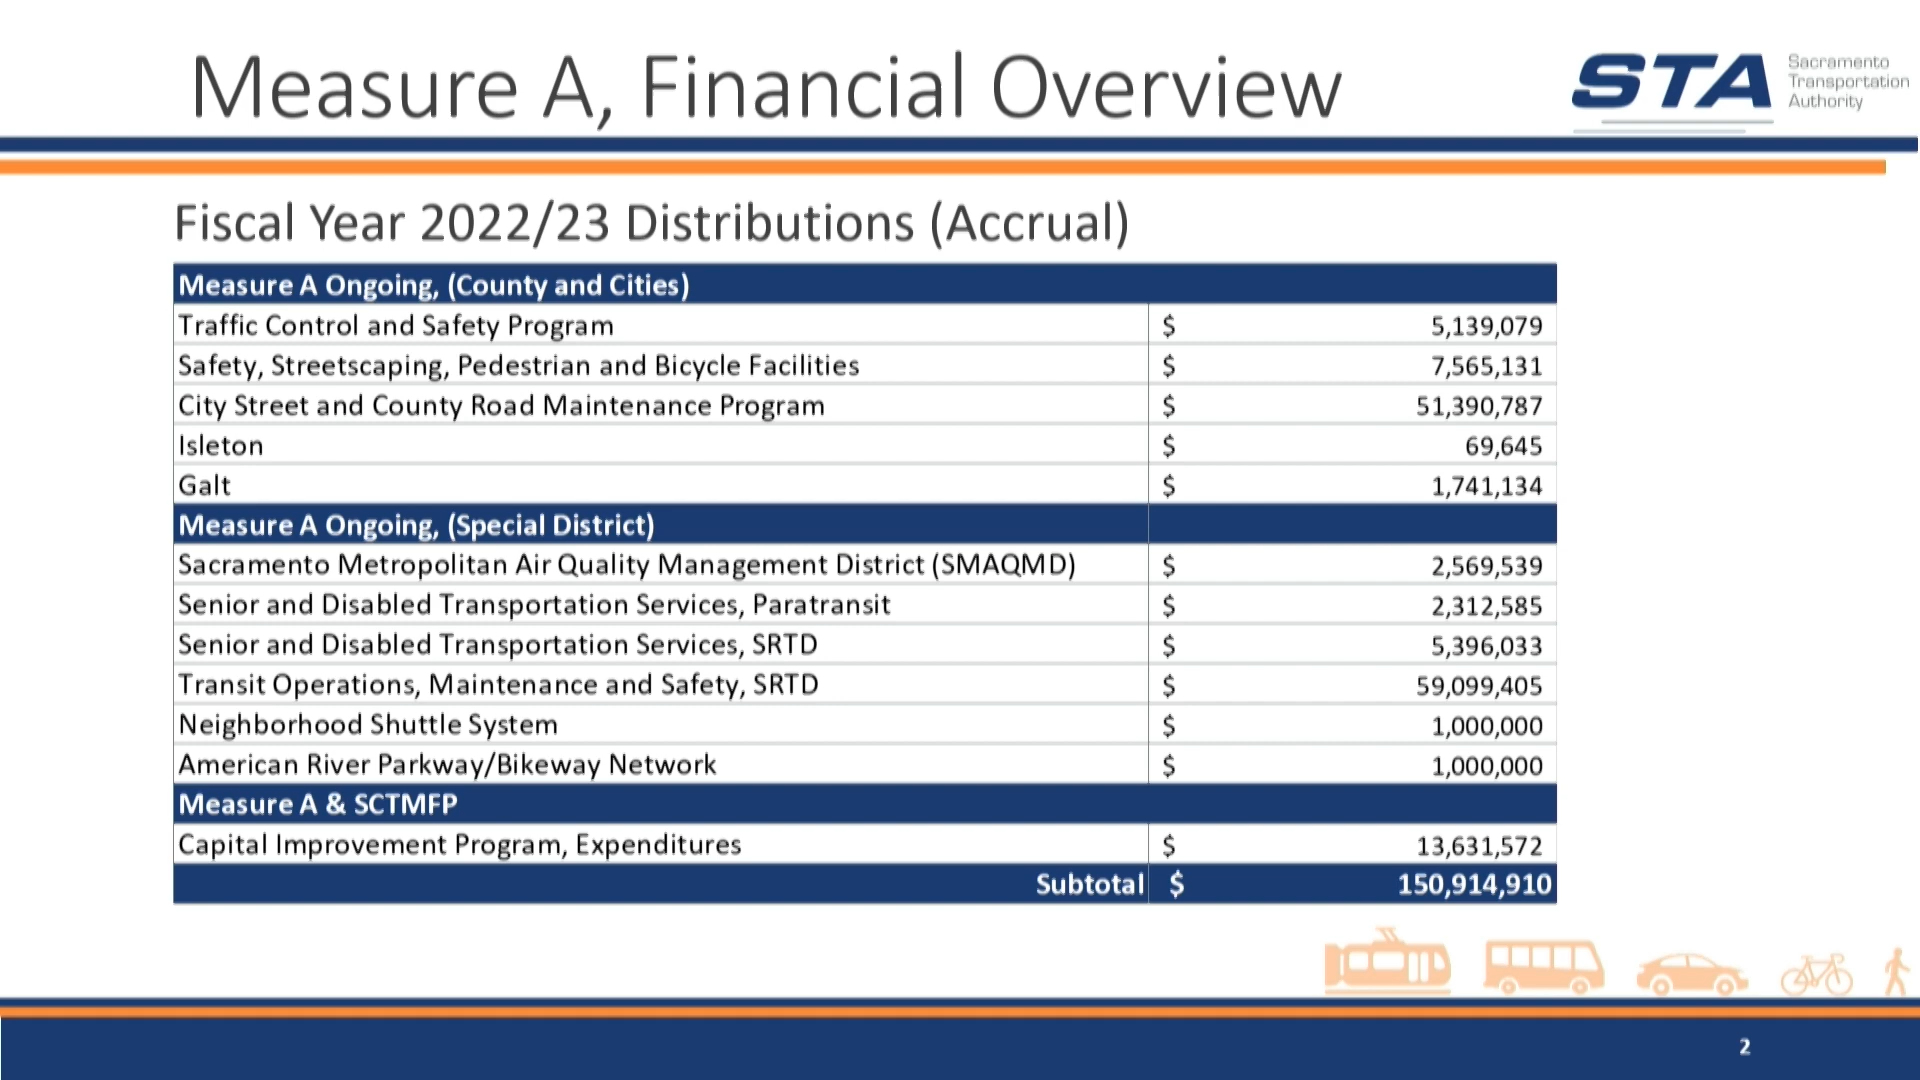 Measure A, Financial Overview
STA
Sacramento
Transportation
Authority
Fiscal Year 2022/23 Distributions (Accrual)
Measure A Ongoing, (County and Cities)
Traffic Control and Safety Program $ 5,139,079
Safety, Streetscaping, Pedestrian and Bicycle Facilities $ 7,565,131
City Street and County Road Maintenance Program $ 51,390,787
Isleton $ 69,645
Galt $ 1,741,134
Measure A Ongoing, (Special District)
Sacramento Metropolitan Air Quality Management District (SMAQMD) $ 2,569,539
Senior and Disabled Transportation Services, Paratransit $ 2,312,585
Senior and Disabled Transportation Services, SRTD $ 5,396,033
Transit Operations, Maintenance and Safety, SRTD $ 59,099,405
Neighborhood Shuttle System $ 1,000,000
American River Parkway/Bikeway Network $ 1,000,000
Measure A & SCTMFP
Capital Improvement Program, Expenditures $ 13,631,572
Subtotal $ 150,914,910
2